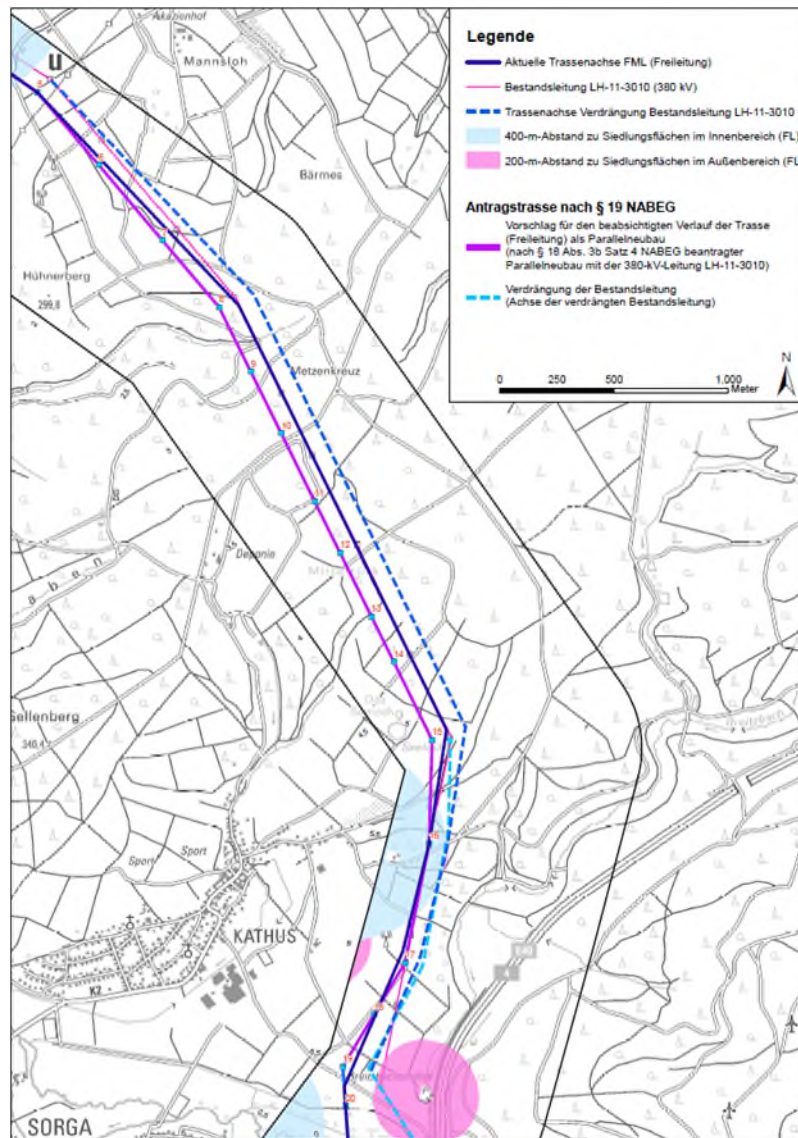 Legende
Aktuelle Trassenachse FML (Freileitung)
Bestandsleitung LH-11-3010 (380 kV)
Trassenachse Verdrängung Bestandsleitung LH-11-3010
400-m-Abstand zu Siedlungsflächen im Innenbereich (FL)
200-m-Abstand zu Siedlungsflächen im Außenbereich (FL
Antragstrasse nach § 19 NABEG
Vorschlag für den beabsichtigten Verlauf der Trasse
(Freileitung) als Parallelneubau
(nach § 18 Abs. 3b Satz 4 NABEG beantragter
Parallelneubau mit der 380-kV-Leitung LH-11-3010)
Verdrängung der Bestandsleitung
(Achse der verdrängten Bestandsleitung)
N
0 250 500 1.000
Meter
Akazienhof
Mannsloh
u
Bärmes
Hühnerberg
299,8
8
9
Metzenkreuz
10
11
12
Deponie
13
14
15
Gellenberg
340,4
16
Sport
Sport
KATHUS
17
K2
20
SORGA